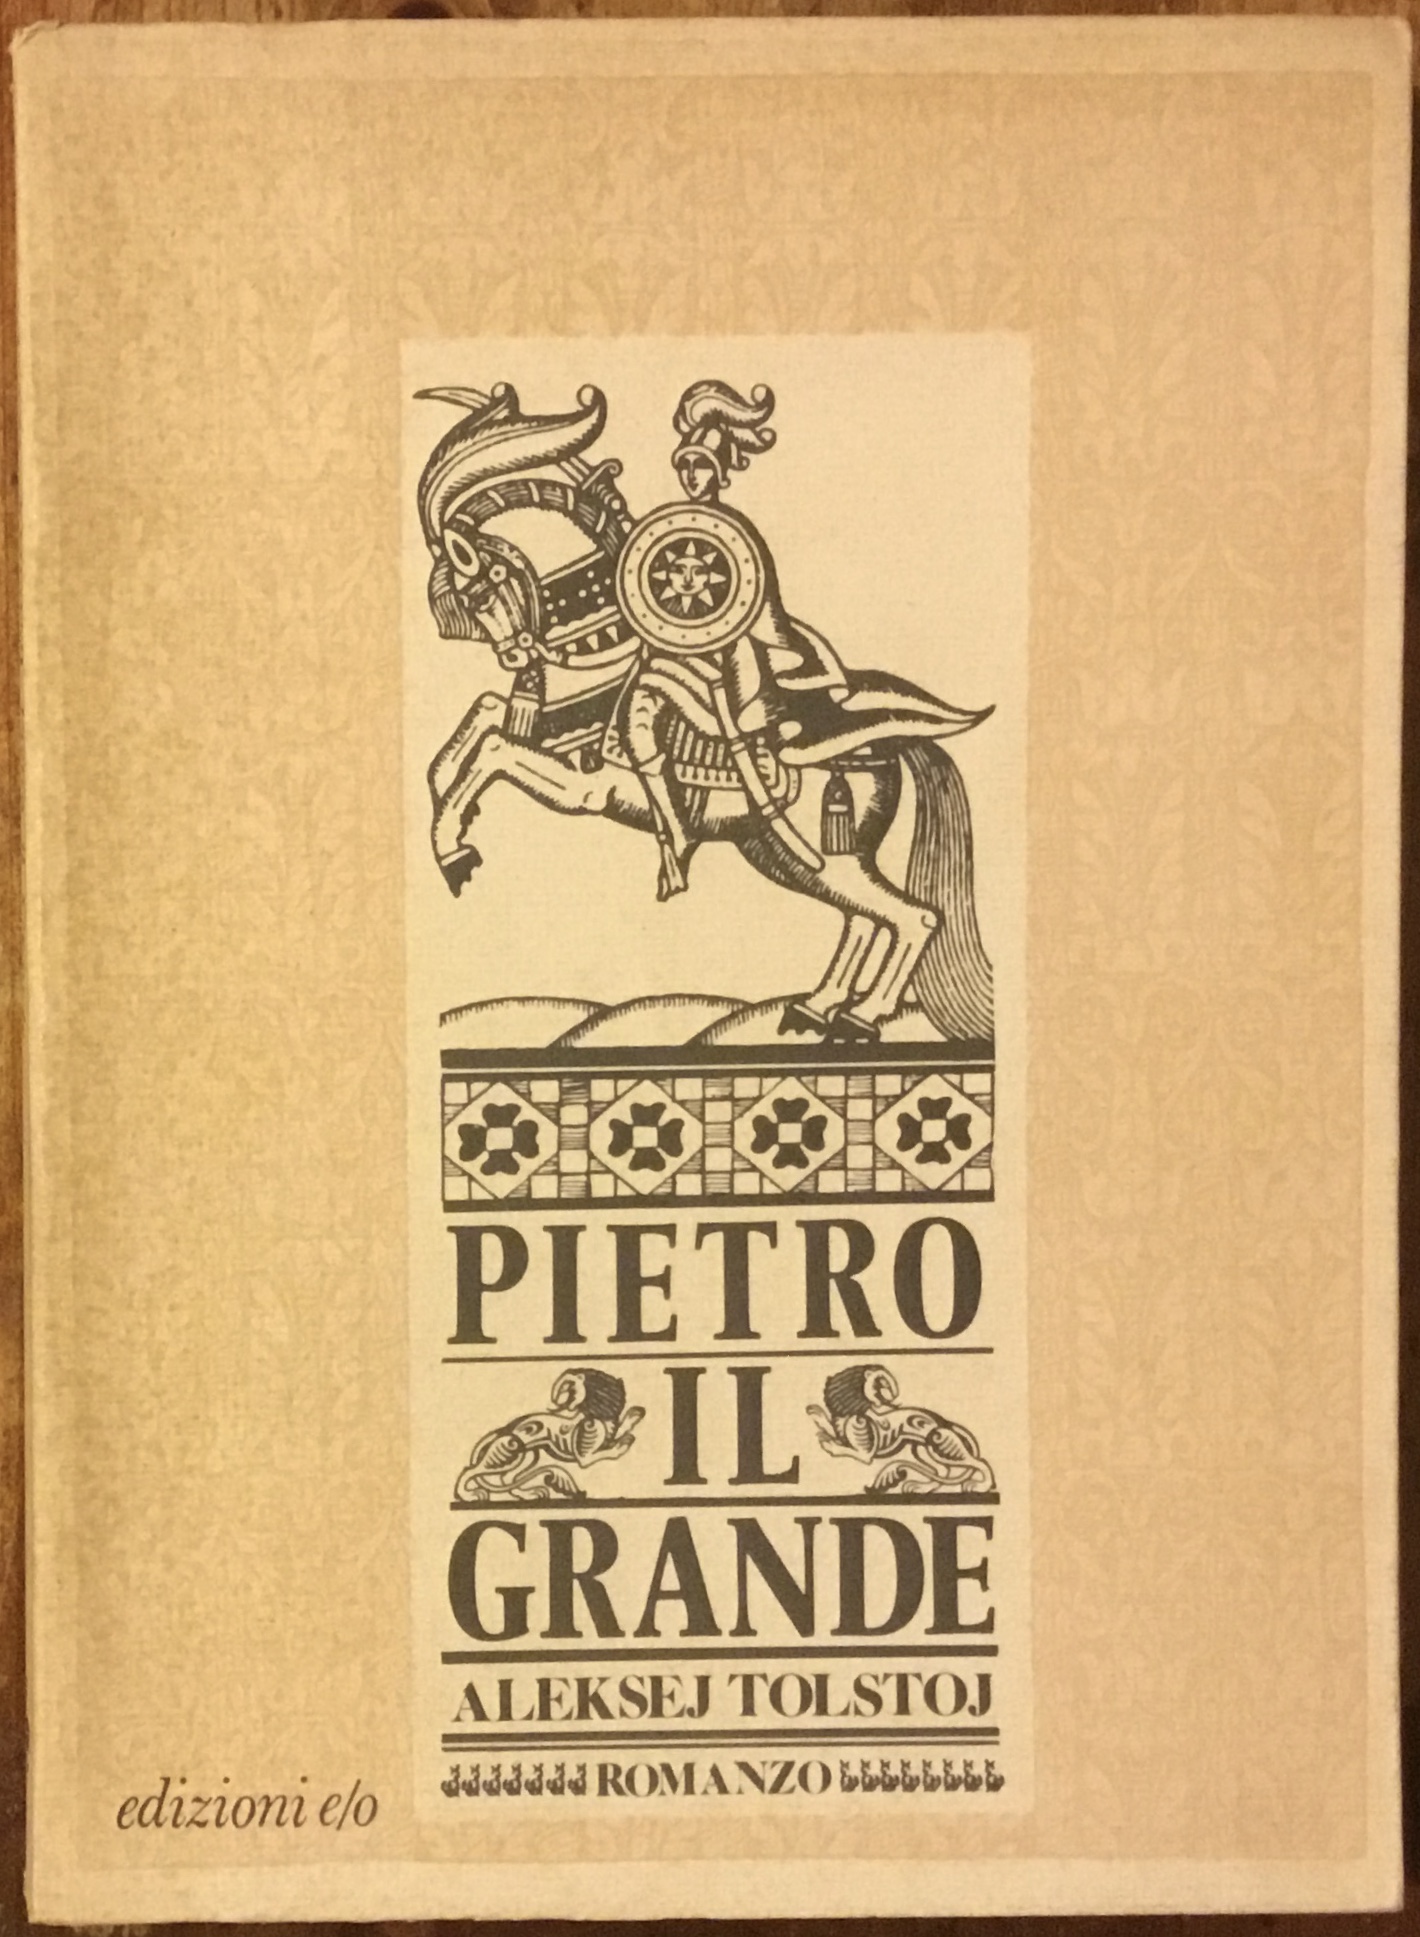 PIETRO
IL
GRANDE
ALEKSEJ TOLSTOJ
ROMANZO
edizioni e/o